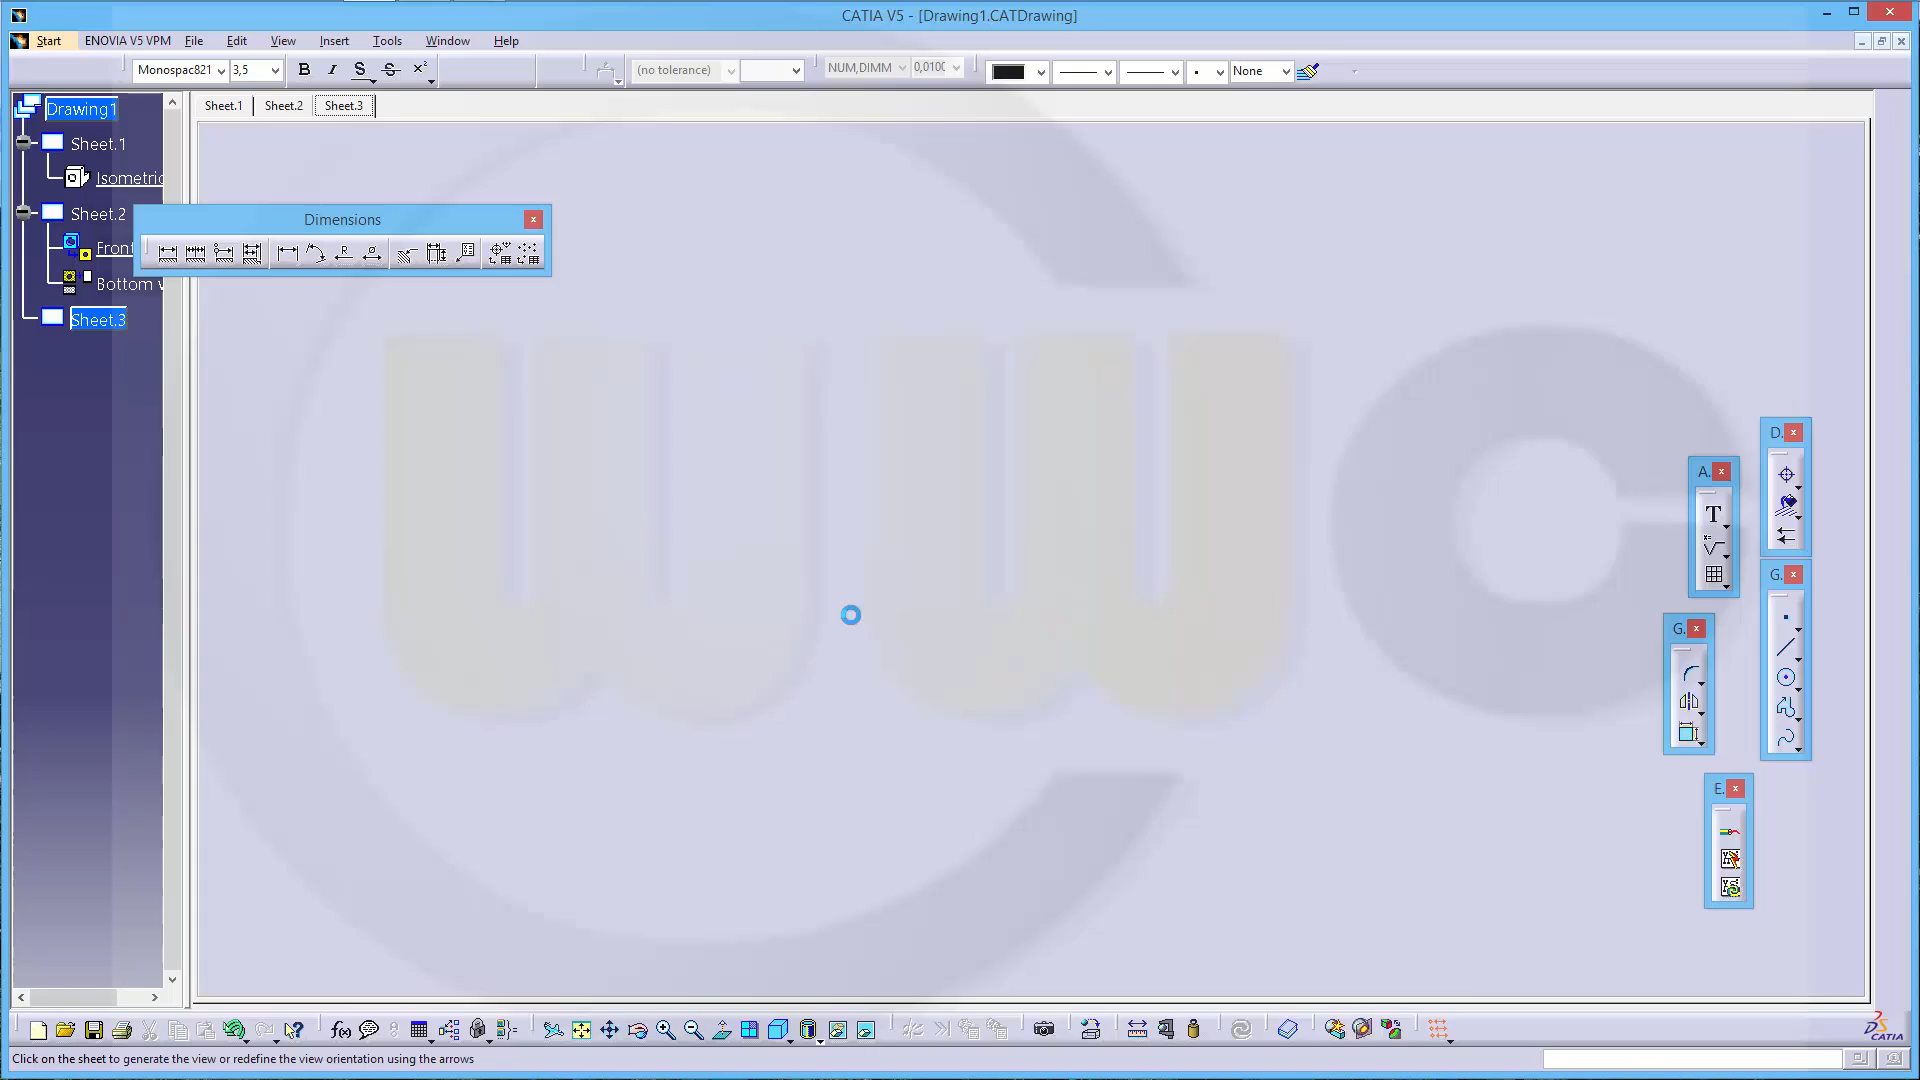 CATIA V5 - [Drawing1.CATDrawing]
Start ENOVIA V5 VPM File Edit View Insert Tools Window Help
Monospac821 3,5 B I S S (no tolerance) NUM,DIMM 0,0100 None
Drawing1 Sheet.1 Sheet.2 Sheet.3
Sheet.1
Isometric
Sheet.2
Front
Bottom v
Sheet.3
Dimensions
D.
A.
T
G.
G.
E.
f(x)
CATIA
Click on the sheet to generate the view or redefine the view orientation using the arrows